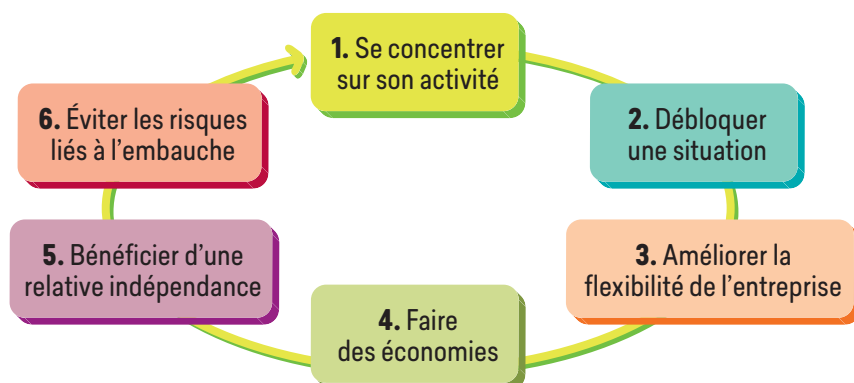 1. Se concentrer
sur son activité
2. Débloquer
une situation
3. Améliorer la
flexibilité de l’entreprise
4. Faire
des économies
5. Bénéficier d’une
relative indépendance
6. Éviter les risques
liés à l’embauche